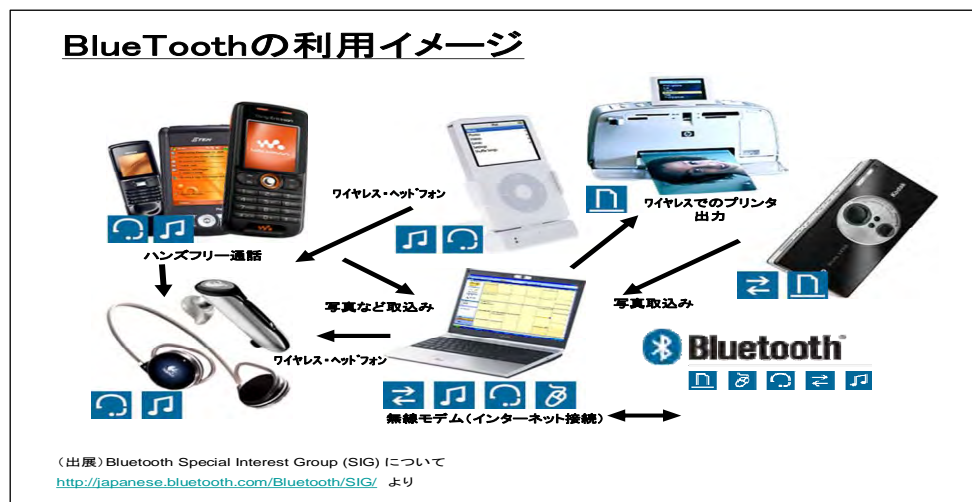 BlueToothの利用イメージ
ワイヤレス・ヘッドフォン
ワイヤレスでのプリンタ
出力
ハンズフリー通話
写真など取込み
写真取込み
ワイヤレス・ヘッドフォン
Bluetooth
無線モデム(インターネット接続)
hp
Kodak
(出展)Bluetooth Special Interest Group (SIG) について
http://japanese.bluetooth.com/Bluetooth/SIG/ より